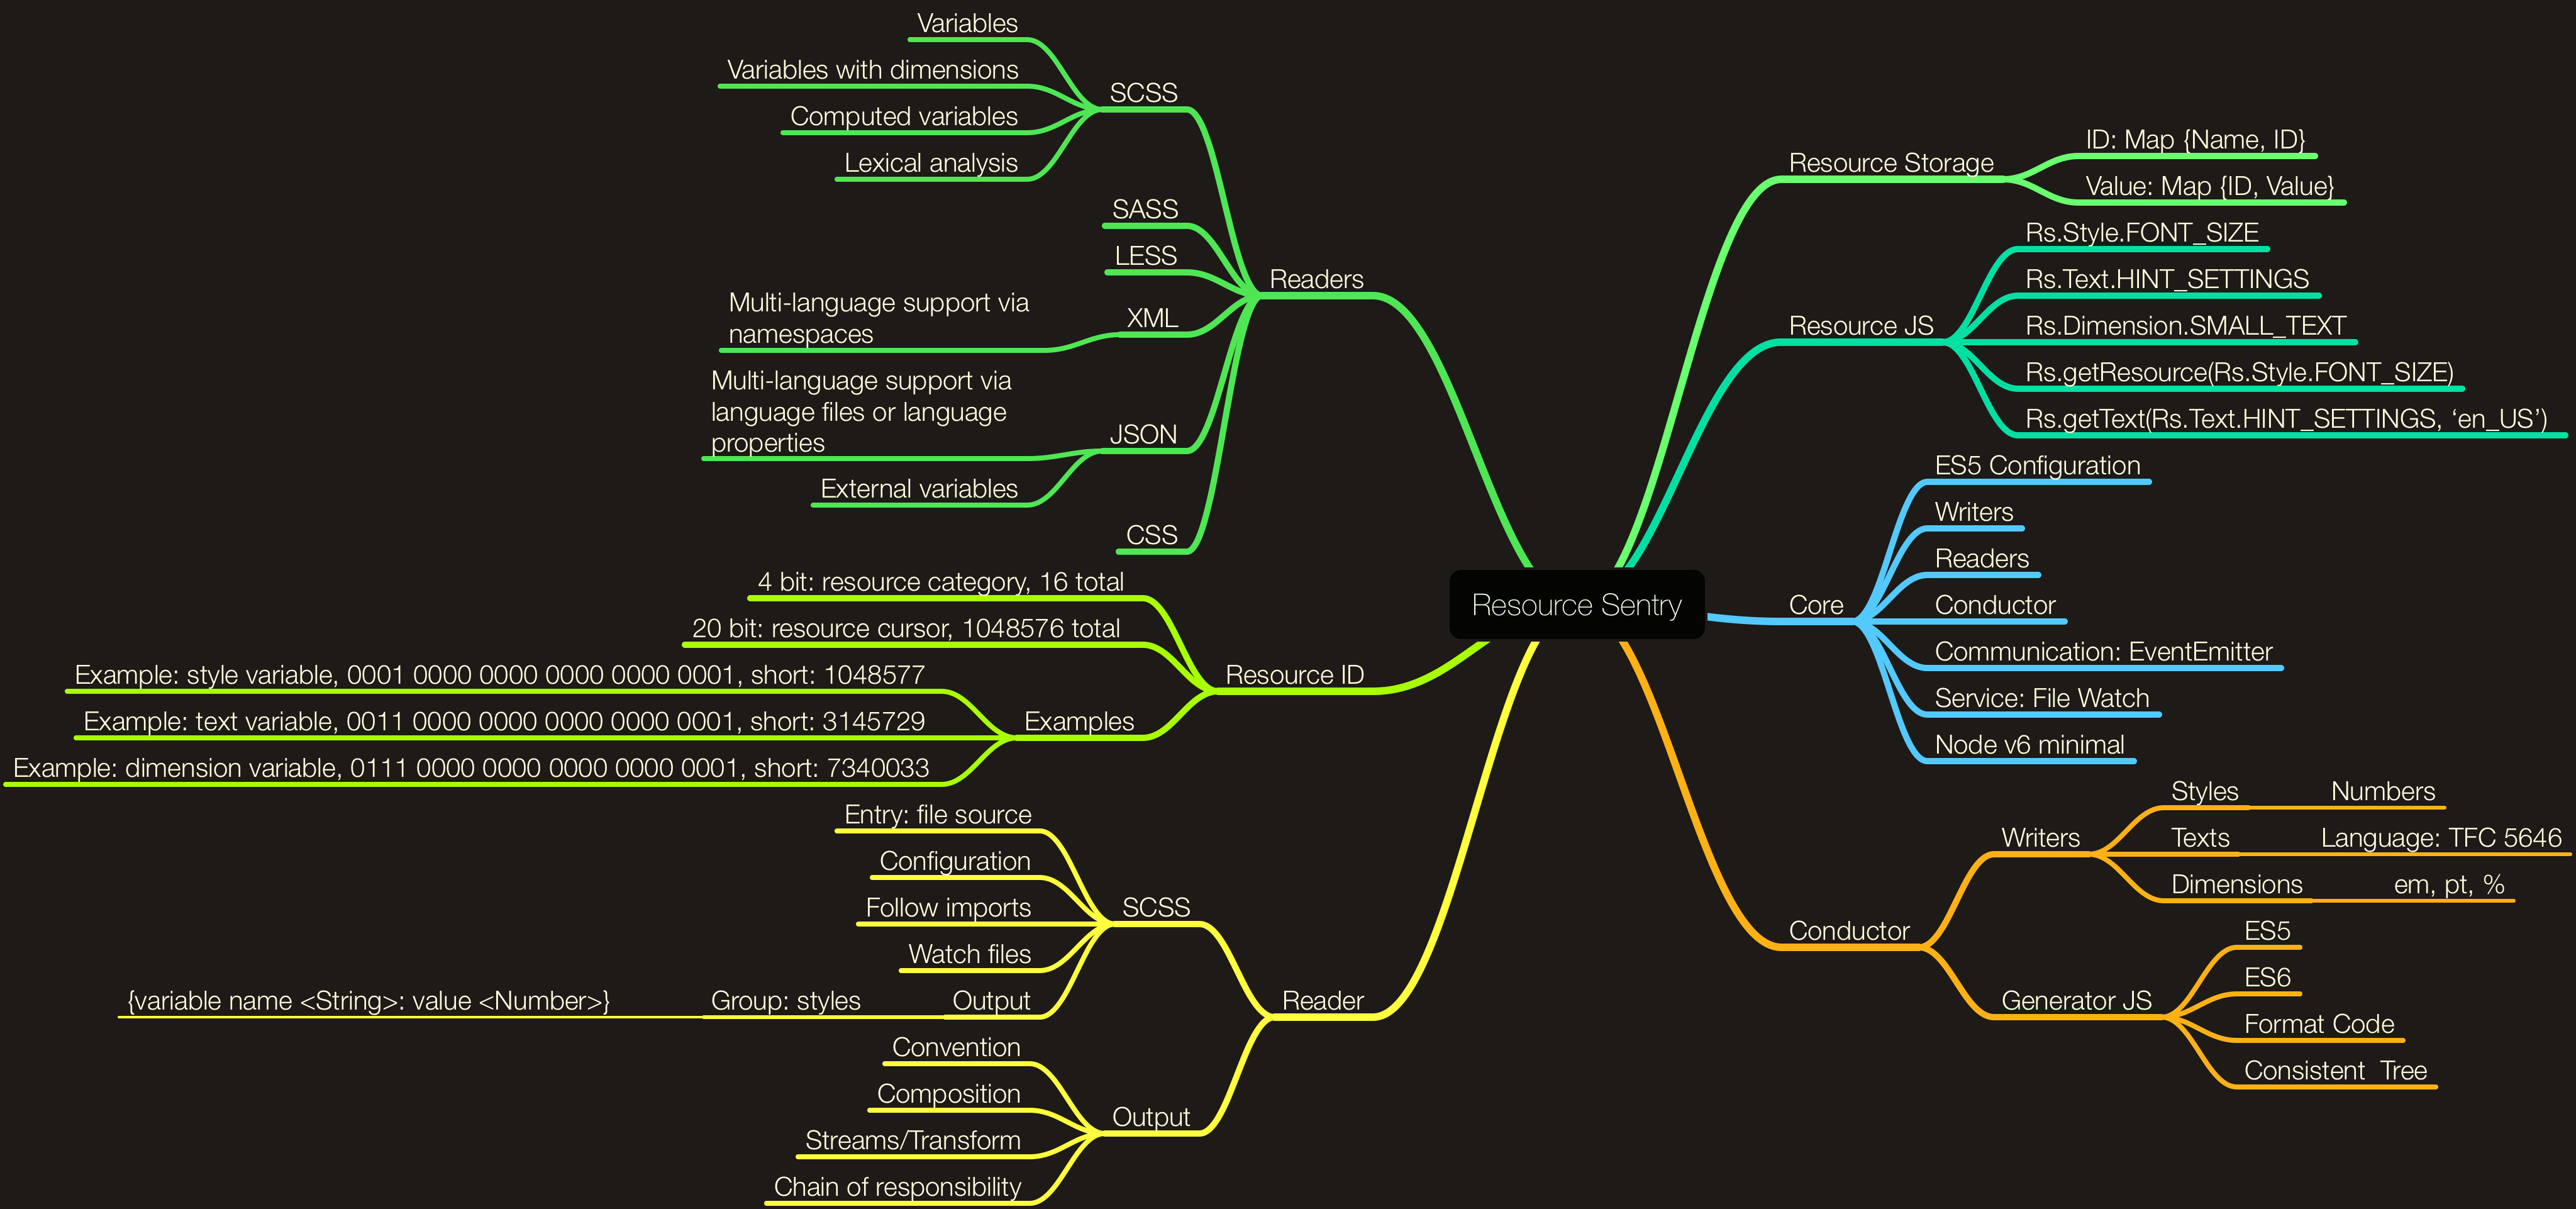 Resource Sentry
Readers
SCSS
Variables
Variables with dimensions
Computed variables
Lexical analysis
SASS
LESS
XML
Multi-language support via
namespaces
JSON
Multi-language support via
language files or language
properties
External variables
CSS
Resource ID
4 bit: resource category, 16 total
20 bit: resource cursor, 1048576 total
Examples
Example: style variable, 0001 0000 0000 0000 0000 0001, short: 1048577
Example: text variable, 0011 0000 0000 0000 0000 0001, short: 3145729
Example: dimension variable, 0111 0000 0000 0000 0000 0001, short: 7340033
Reader
SCSS
Entry: file source
Configuration
Follow imports
Watch files
Output
Group: styles
{variable name <String>: value <Number>}
Output
Convention
Composition
Streams/Transform
Chain of responsibility
Resource Storage
ID: Map {Name, ID}
Value: Map {ID, Value}
Resource JS
Rs.Style.FONT_SIZE
Rs.Text.HINT_SETTINGS
Rs.Dimension.SMALL_TEXT
Rs.getResource(Rs.Style.FONT_SIZE)
Rs.getText(Rs.Text.HINT_SETTINGS, ‘en_US’)
Core
ES5 Configuration
Writers
Readers
Conductor
Communication: EventEmitter
Service: File Watch
Node v6 minimal
Conductor
Writers
Styles
Numbers
Texts
Language: TFC 5646
Dimensions
em, pt, %
Generator JS
ES5
ES6
Format Code
Consistent  Tree